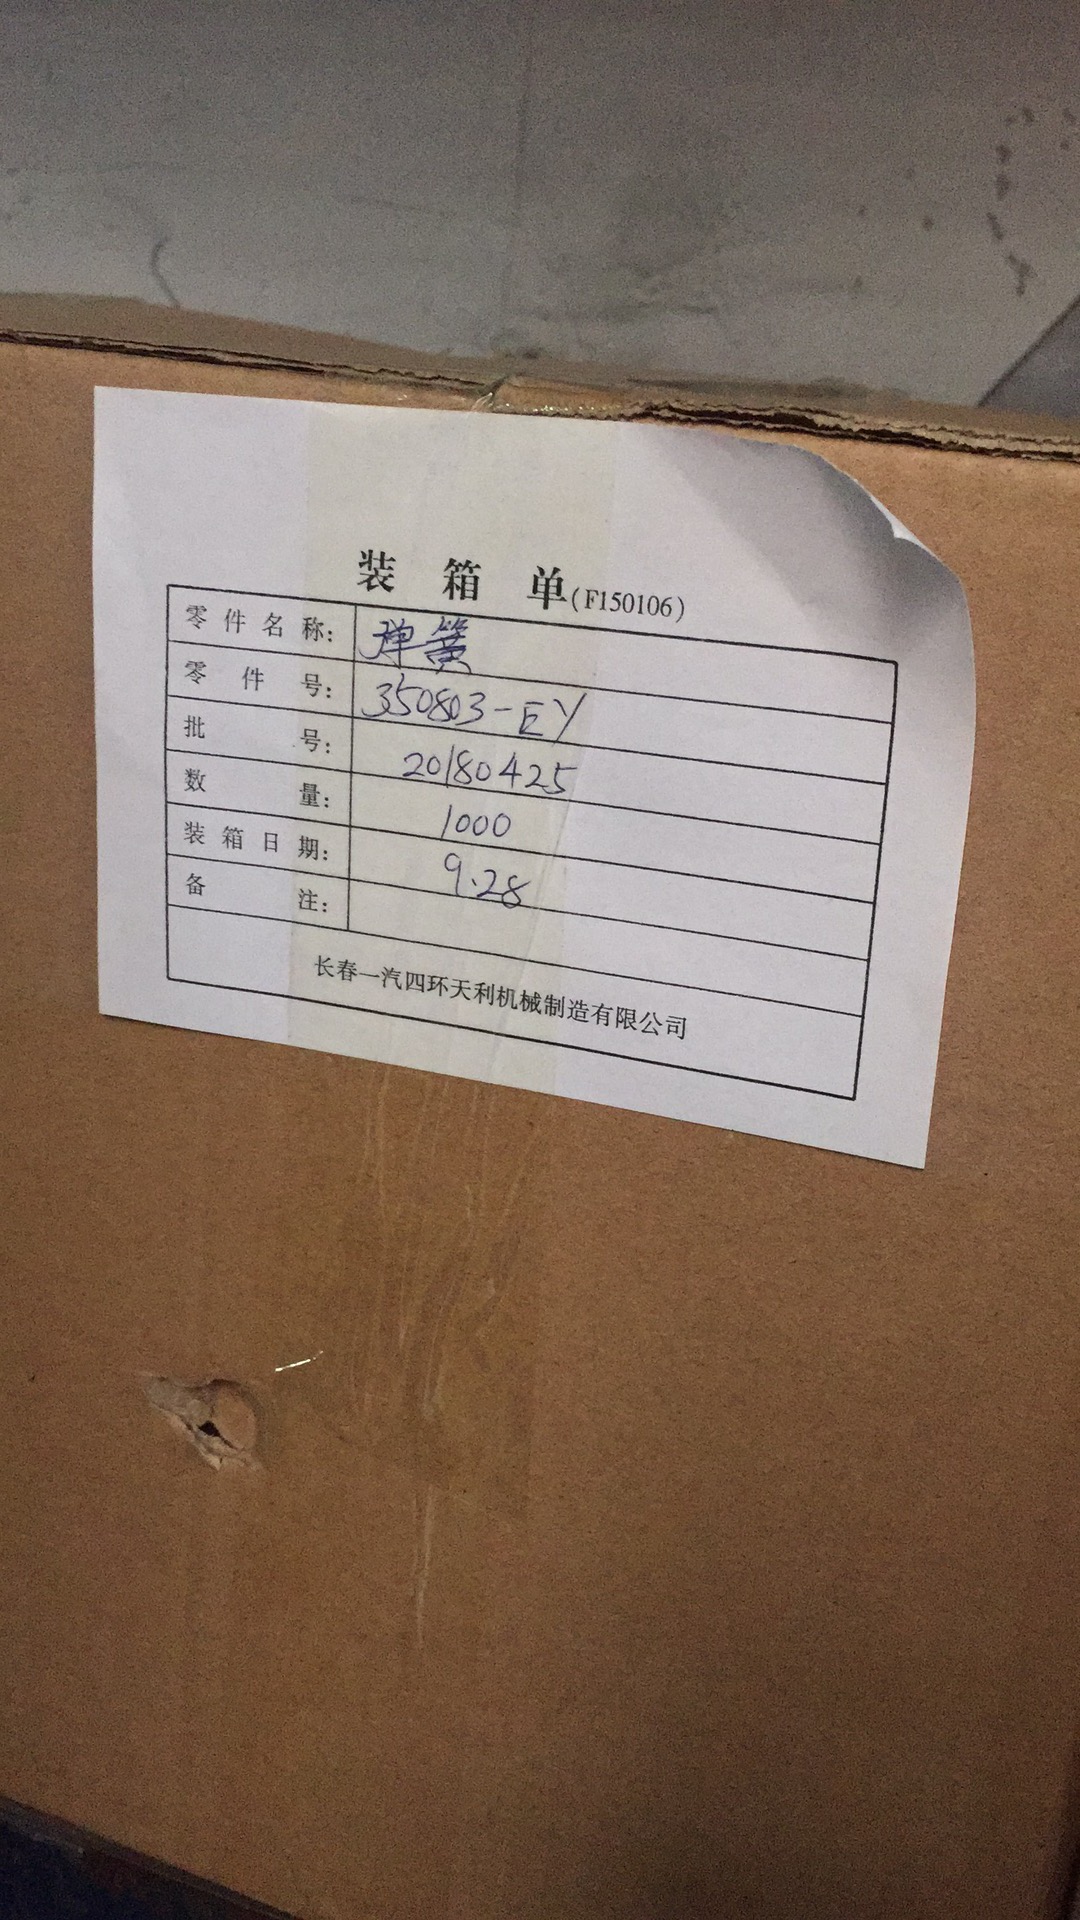 装箱单(F150106)
零件名称: 弹簧
零件号: 350803-EY
批号: 20180425
数量: 1000
装箱日期: 9.28
备注:
长春一汽四环天利机械制造有限公司